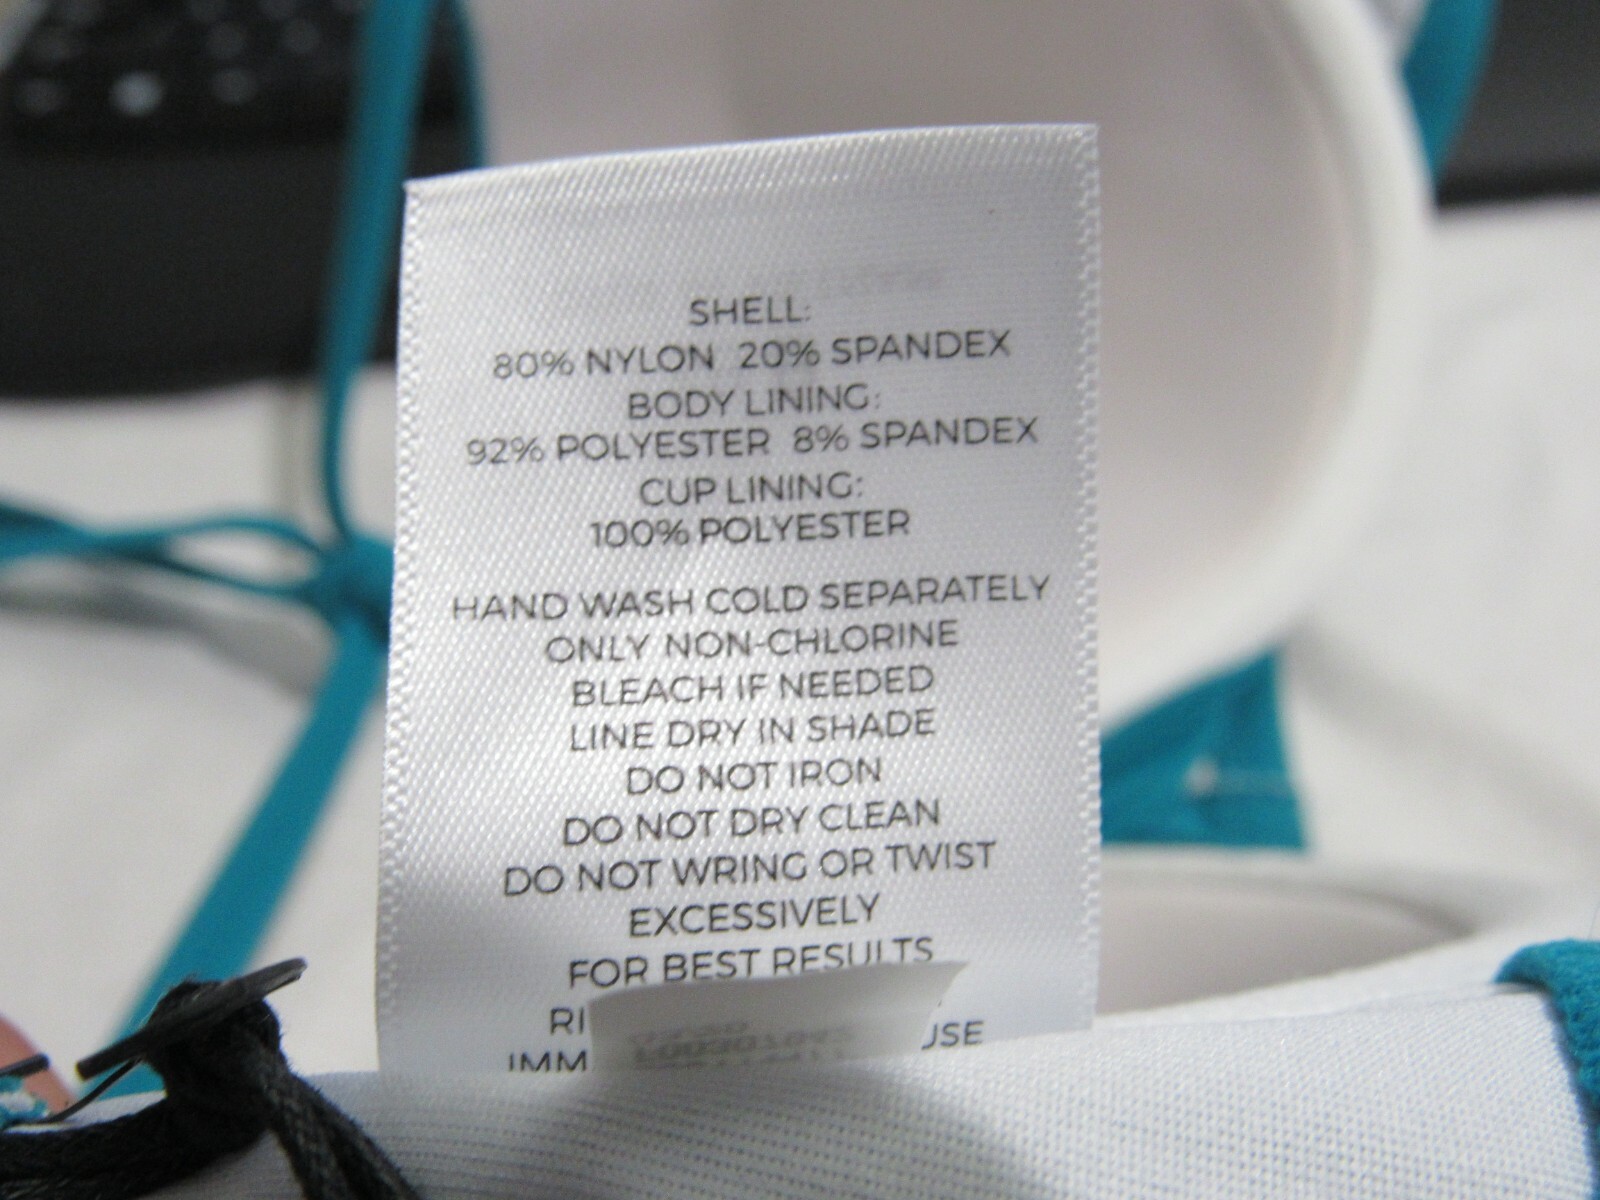 SHELL:
80% NYLON 20% SPANDEX
BODY LINING:
92% POLYESTER 8% SPANDEX
CUP LINING:
100% POLYESTER
HAND WASH COLD SEPARATELY
ONLY NON-CHLORINE
BLEACH IF NEEDED
LINE DRY IN SHADE
DO NOT IRON
DO NOT DRY CLEAN
DO NOT WRING OR TWIST
EXCESSIVELY
FOR BEST RESULTS